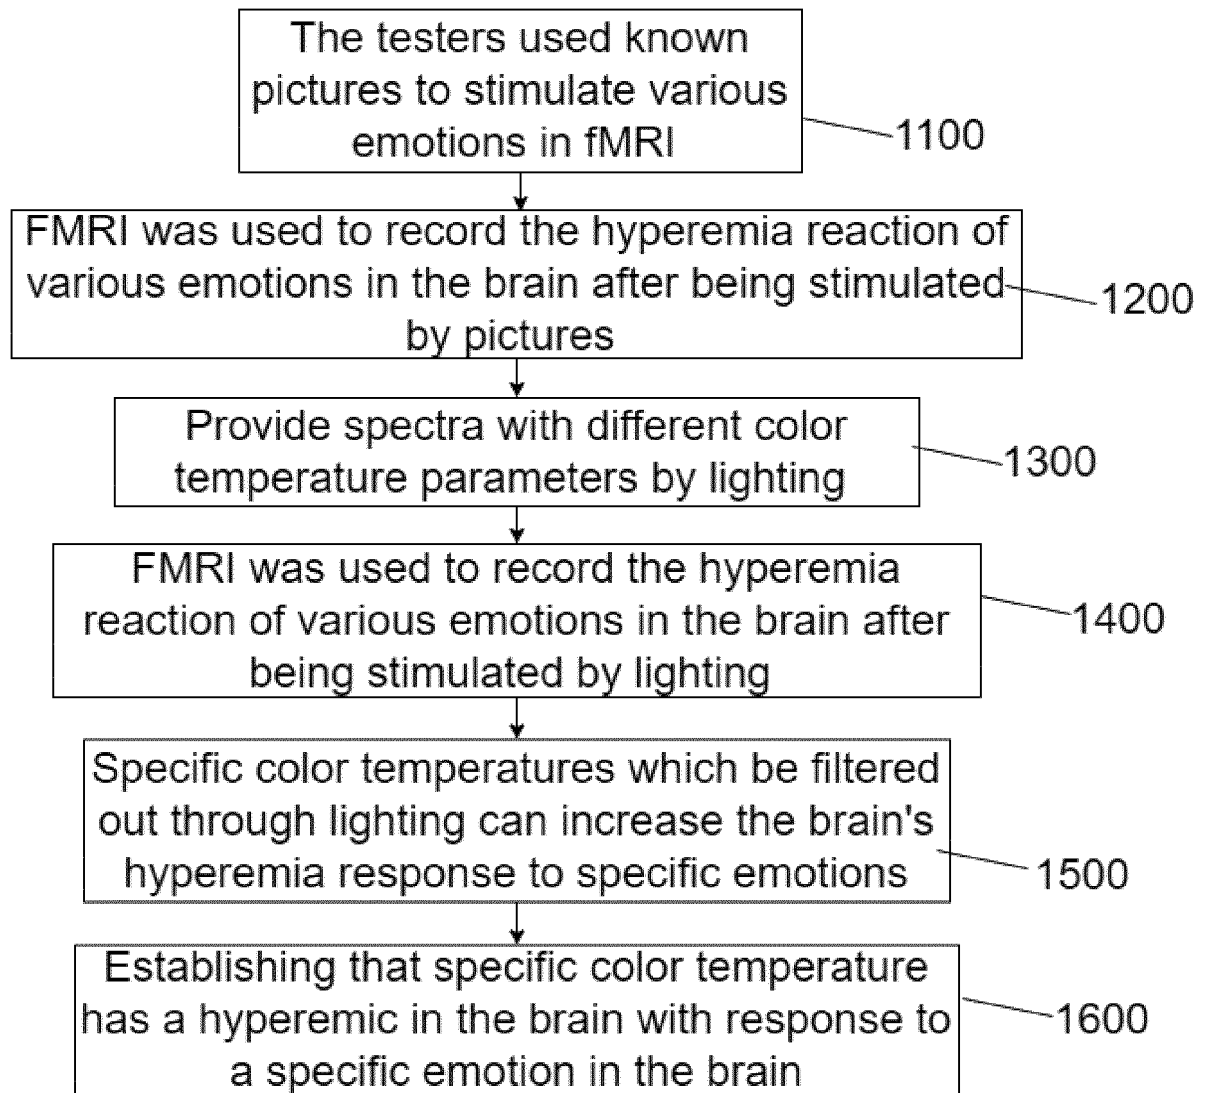 The testers used known
pictures to stimulate various
emotions in fMRI
1100
FMRI was used to record the hyperemia reaction of
various emotions in the brain after being stimulated
by pictures
1200
Provide spectra with different color
temperature parameters by lighting
1300
FMRI was used to record the hyperemia
reaction of various emotions in the brain after
being stimulated by lighting
1400
Specific color temperatures which be filtered
out through lighting can increase the brain's
hyperemia response to specific emotions
1500
Establishing that specific color temperature
has a hyperemic in the brain with response to
a specific emotion in the brain
1600